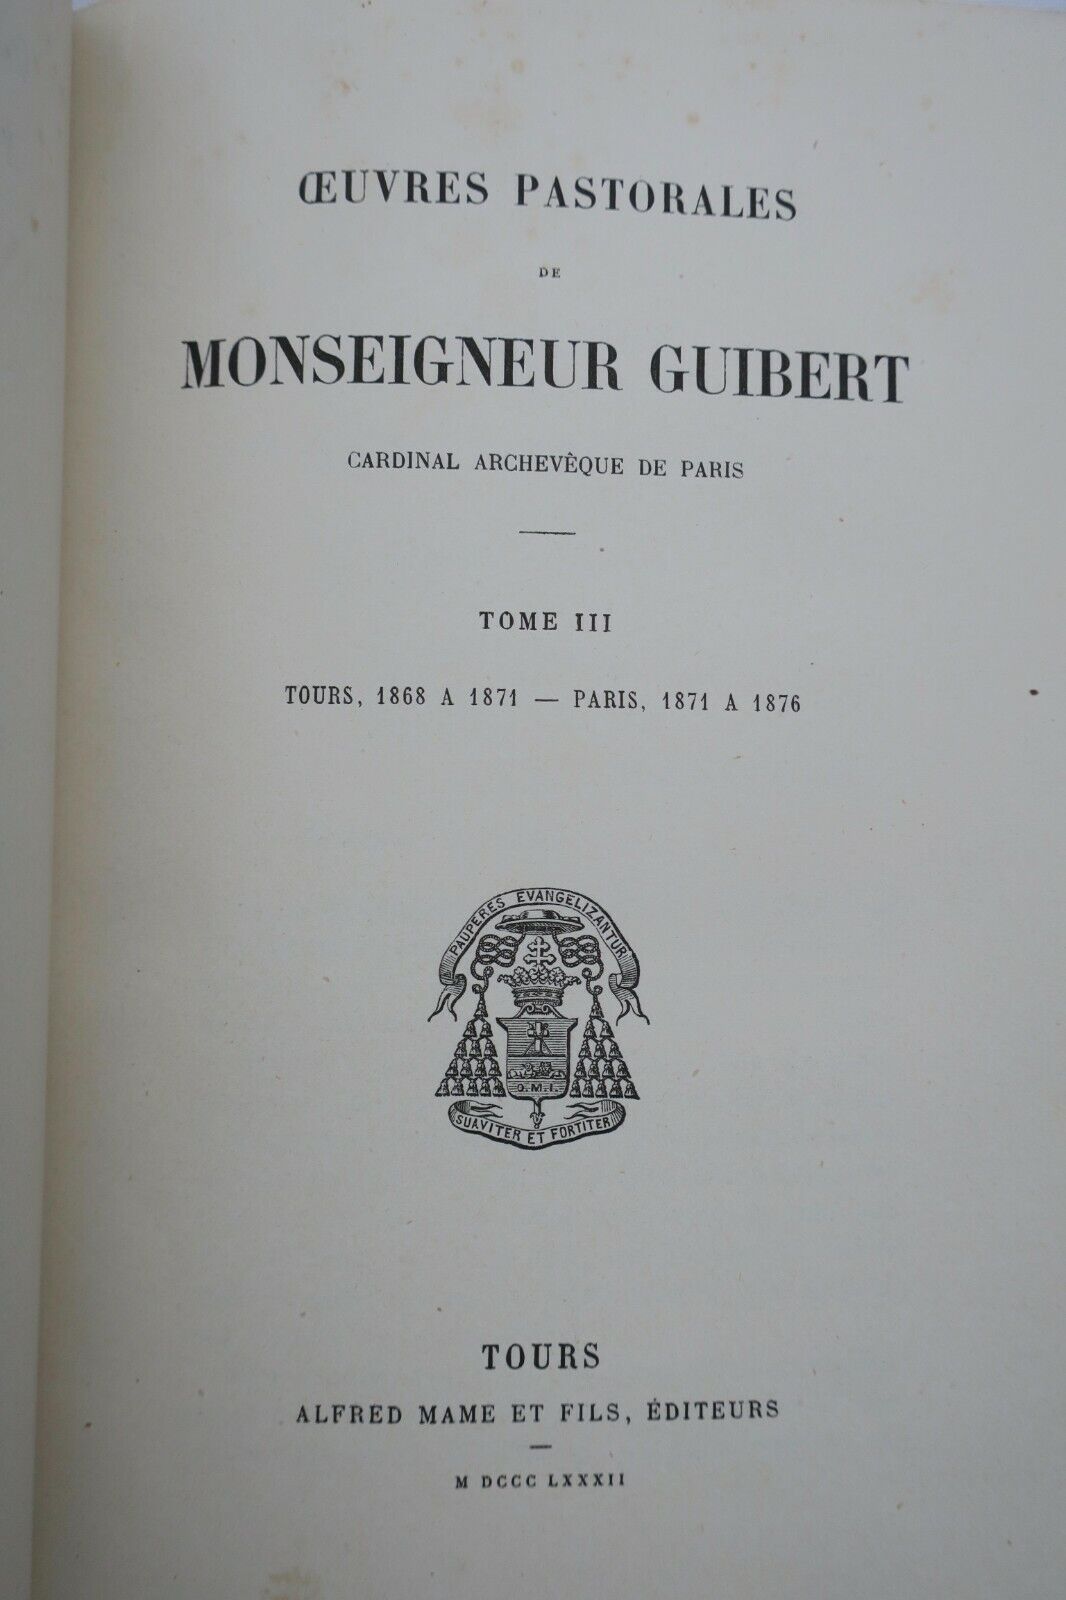 ŒUVRES PASTORALES
DE
MONSEIGNEUR GUIBERT
CARDINAL ARCHEVÊQUE DE PARIS
TOME III
TOURS, 1868 A 1871 — PARIS, 1871 A 1876
PAUPERES EVANGELIZANTUR
O.M.I.
SUAVITER ET FORTITER
TOURS
ALFRED MAME ET FILS, ÉDITEURS
M DCCC LXXXII